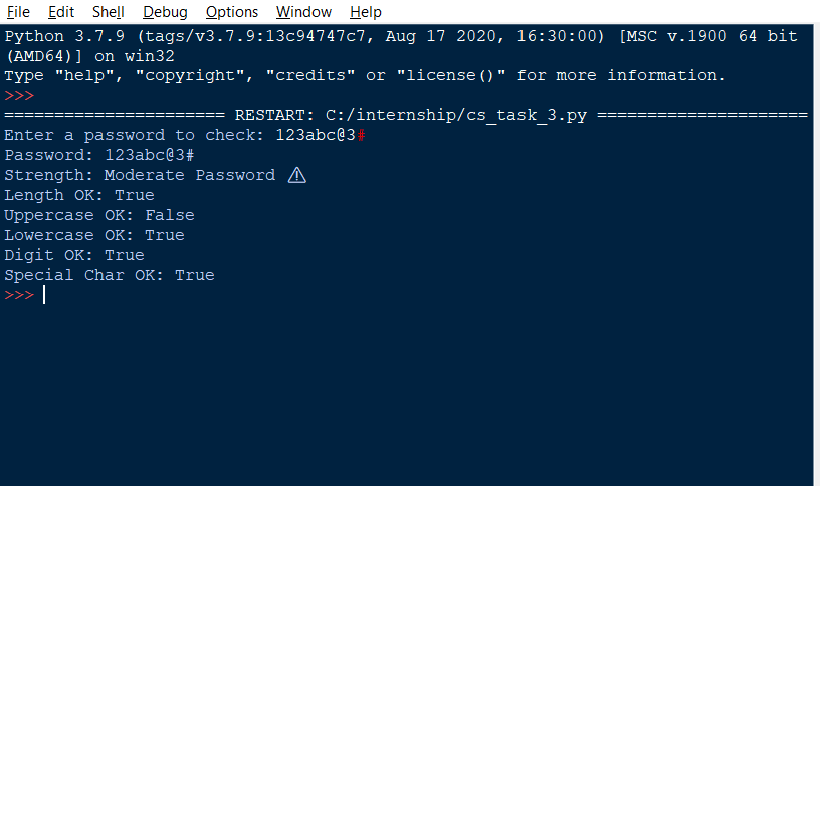 File Edit Shell Debug Options Window Help
Python 3.7.9 (tags/v3.7.9:13c94747c7, Aug 17 2020, 16:30:00) [MSC v.1900 64 bit
(AMD64)] on win32
Type "help", "copyright", "credits" or "license()" for more information.
>>>
====================== RESTART: C:/internship/cs_task_3.py =====================
Enter a password to check: 123abc@3#
Password: 123abc@3#
Strength: Moderate Password ⚠
Length OK: True
Uppercase OK: False
Lowercase OK: True
Digit OK: True
Special Char OK: True
>>>